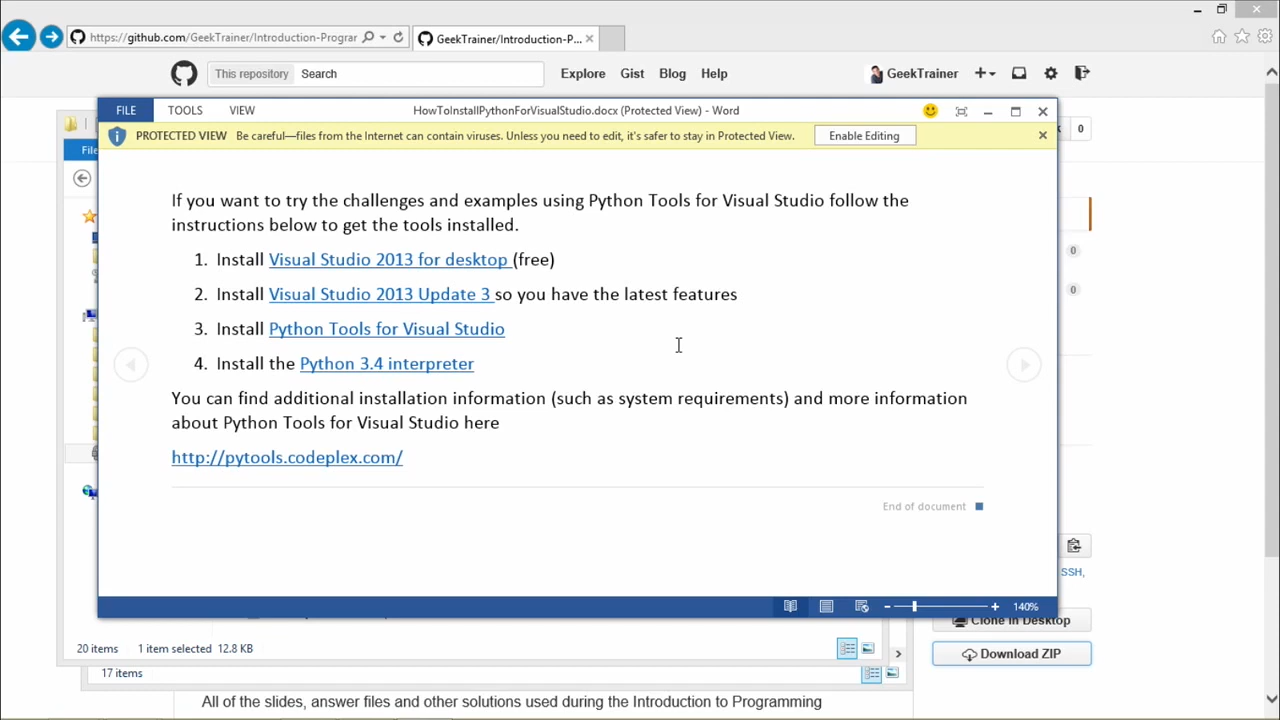 https://github.com/GeekTrainer/Introduction-Prograr
GeekTrainer/Introduction-P...
This repository
Search
Explore
Gist
Blog
Help
GeekTrainer
FILE
TOOLS
VIEW
HowToInstallPythonForVisualStudio.docx (Protected View) - Word
PROTECTED VIEW Be careful—files from the Internet can contain viruses. Unless you need to edit, it's safer to stay in Protected View.
Enable Editing
0
File
If you want to try the challenges and examples using Python Tools for Visual Studio follow the
instructions below to get the tools installed.
1. Install Visual Studio 2013 for desktop (free)
2. Install Visual Studio 2013 Update 3 so you have the latest features
3. Install Python Tools for Visual Studio
4. Install the Python 3.4 interpreter
You can find additional installation information (such as system requirements) and more information
about Python Tools for Visual Studio here
http://pytools.codeplex.com/
End of document
0
0
SSH,
140%
Clone in Desktop
20 items 1 item selected 12.8 KB
Download ZIP
17 items
All of the slides, answer files and other solutions used during the Introduction to Programming